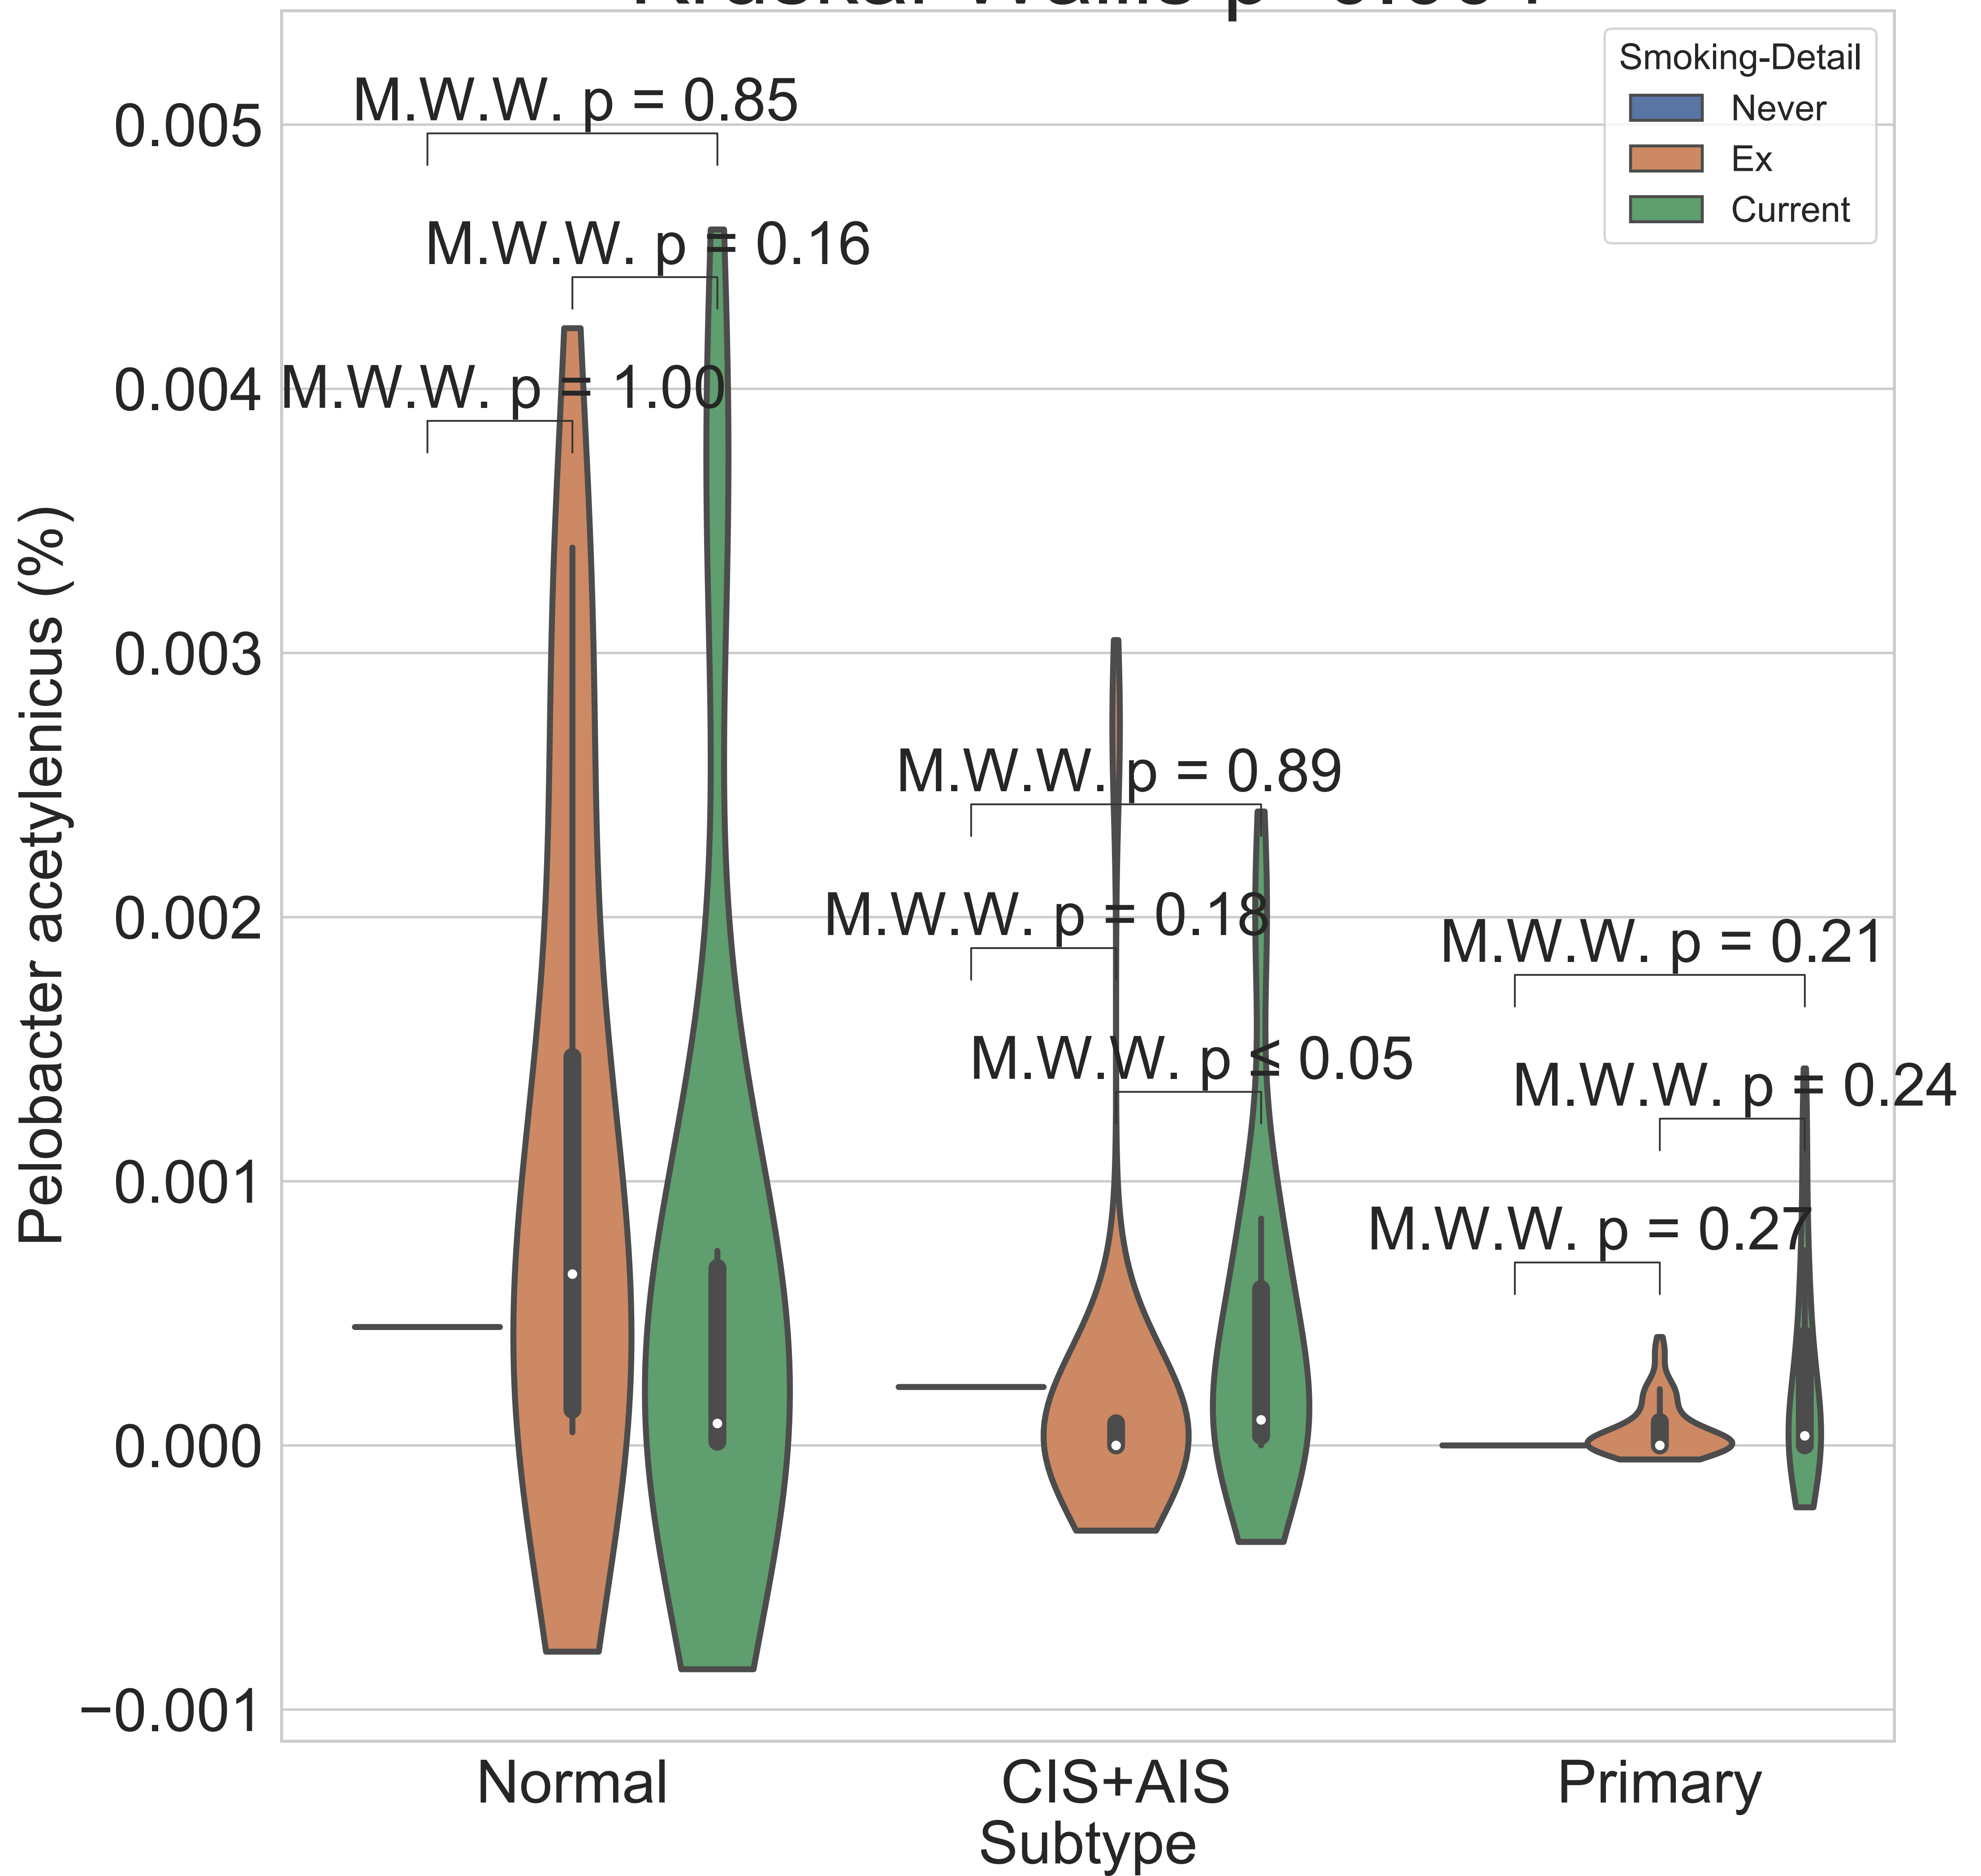 Smoking-Detail
Never
Ex
Current
M.W.W. p = 0.85
M.W.W. p = 0.16
M.W.W. p = 1.00
M.W.W. p = 0.89
M.W.W. p = 0.18
M.W.W. p ≤ 0.05
M.W.W. p = 0.21
M.W.W. p = 0.24
M.W.W. p = 0.27
0.005
0.004
0.003
0.002
0.001
0.000
−0.001
Pelobacter acetylenicus (%)
Normal
CIS+AIS
Primary
Subtype